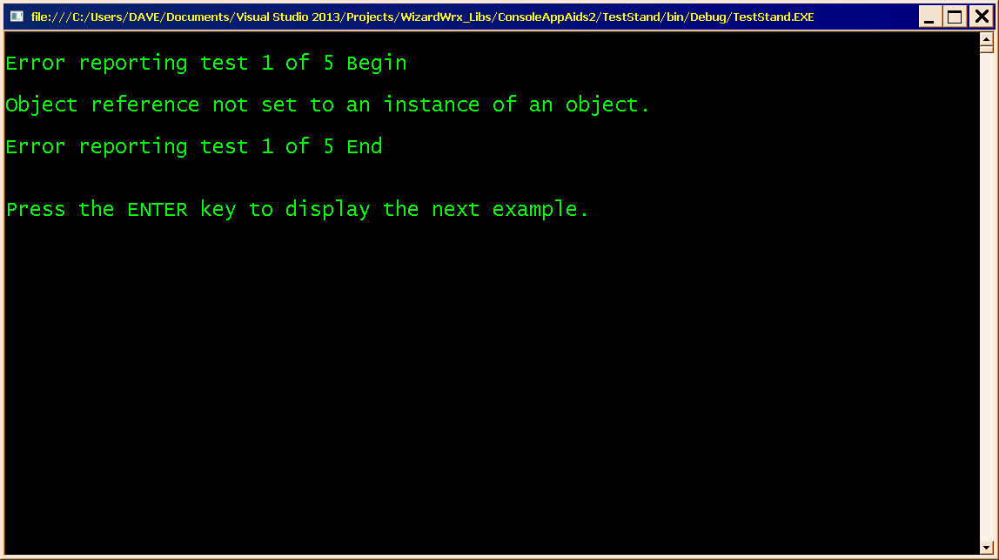 file:///C:/Users/DAVE/Documents/Visual Studio 2013/Projects/WizardWrx_Libs/ConsoleAppAids2/TestStand/bin/Debug/TestStand.EXE
Error reporting test 1 of 5 Begin
Object reference not set to an instance of an object.
Error reporting test 1 of 5 End
Press the ENTER key to display the next example.